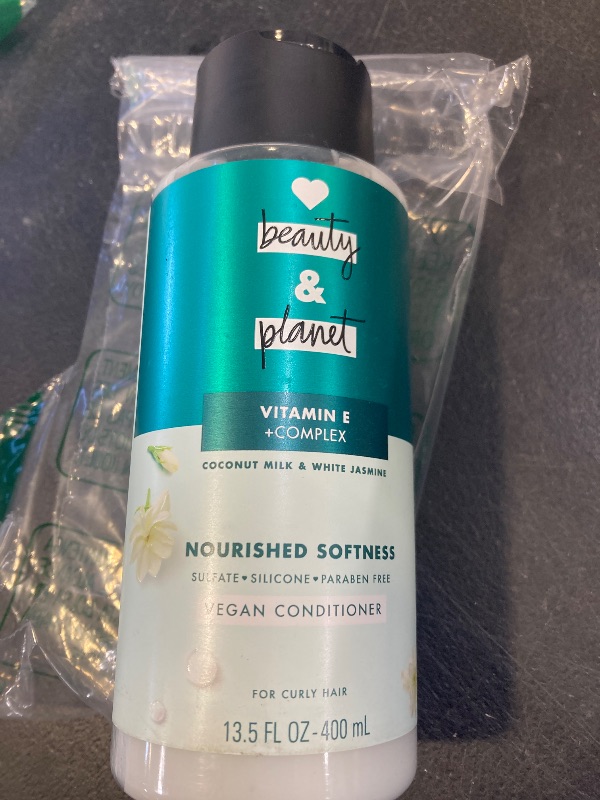 beauty
&
planet
VITAMIN E
+COMPLEX
COCONUT MILK & WHITE JASMINE
NOURISHED SOFTNESS
SULFATE♥SILICONE♥PARABEN FREE
VEGAN CONDITIONER
FOR CURLY HAIR
13.5 FL OZ-400 mL